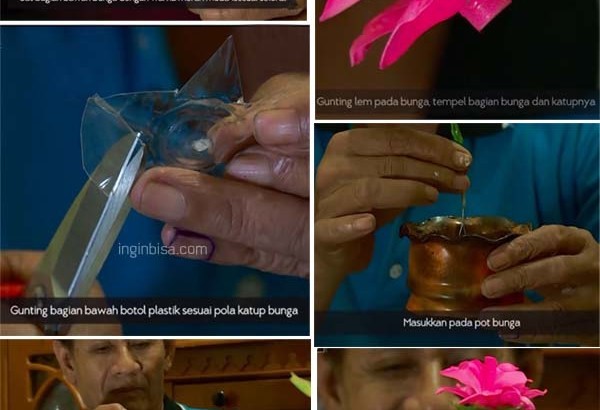 Gunting lem pada bunga, tempel bagian bunga dan katupnya
inginbisa.com
Gunting bagian bawah botol plastik sesuai pola katup bunga
Masukkan pada pot bunga